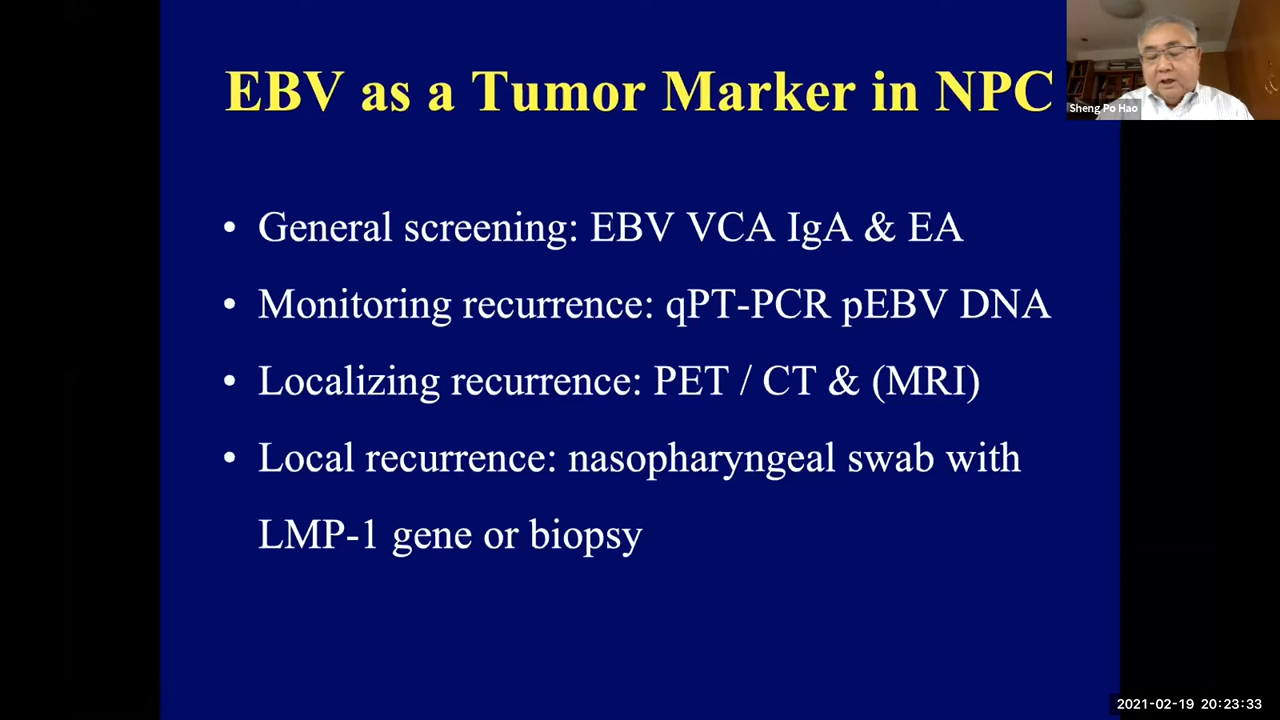 EBV as a Tumor Marker in NPC
Sheng Po Hao
• General screening: EBV VCA IgA & EA
• Monitoring recurrence: qPT-PCR pEBV DNA
• Localizing recurrence: PET / CT & (MRI)
• Local recurrence: nasopharyngeal swab with
LMP-1 gene or biopsy
2021-02-19 20:23:33